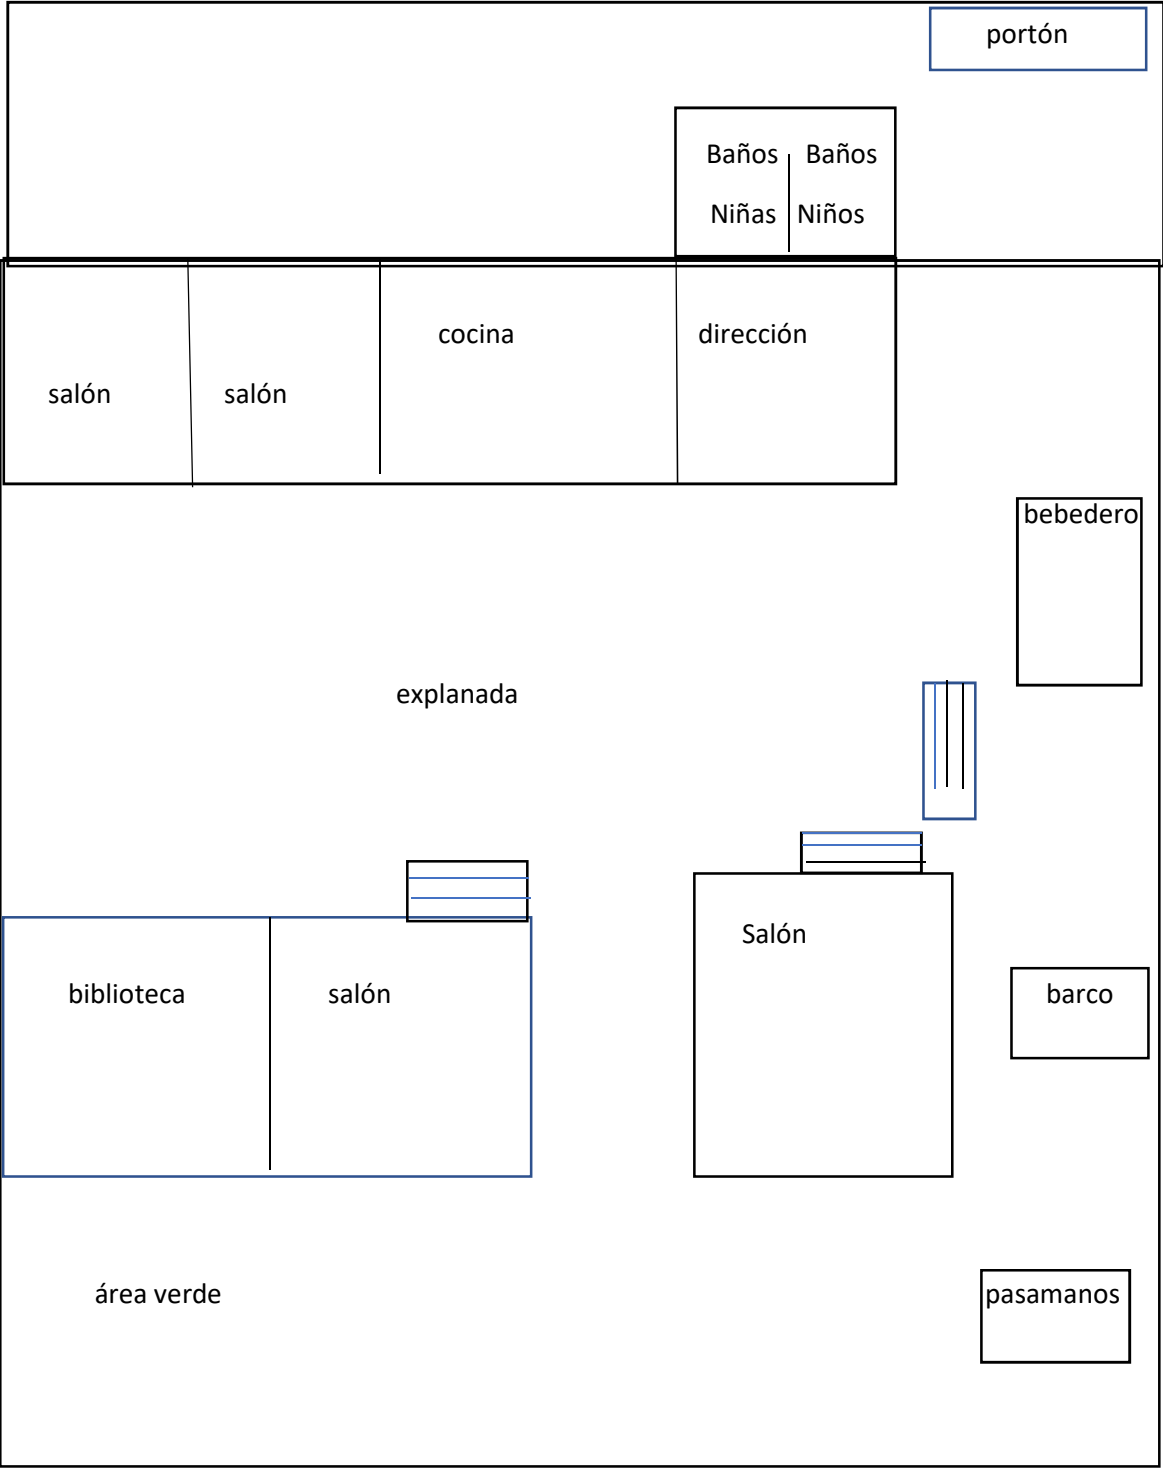 portón
Baños Baños
Niñas Niños
cocina dirección
salón salón
bebedero
explanada
Salón
biblioteca salón barco
área verde pasamanos